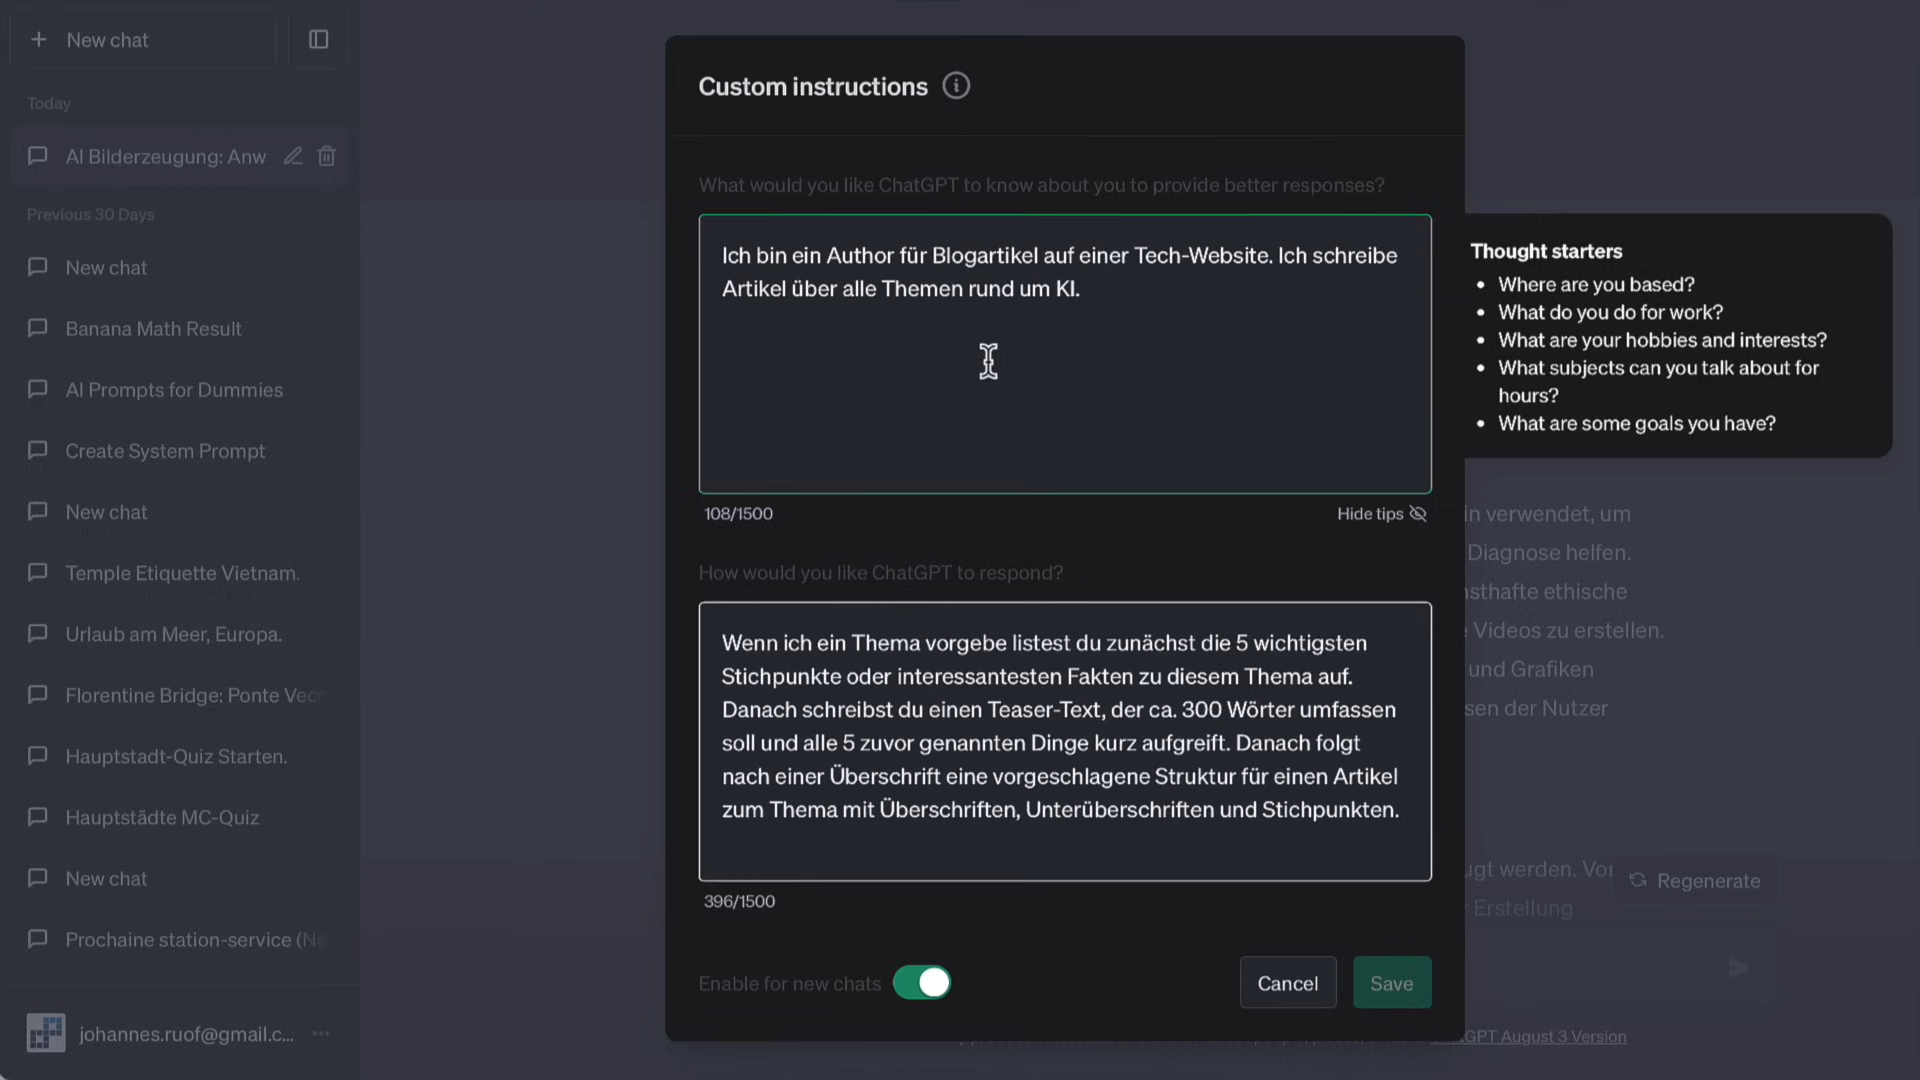 New chat
Today
AI Bilderzeugung: Anw
Previous 30 Days
New chat
Banana Math Result
AI Prompts for Dummies
Create System Prompt
New chat
Temple Etiquette Vietnam.
Urlaub am Meer, Europa.
Florentine Bridge: Ponte Vecc
Hauptstadt-Quiz Starten.
Hauptstädte MC-Quiz
New chat
Prochaine station-service (Ne
johannes.ruof@gmail.c...
Custom instructions
What would you like ChatGPT to know about you to provide better responses?
Ich bin ein Author für Blogartikel auf einer Tech-Website. Ich schreibe
Artikel über alle Themen rund um KI.
108/1500
Hide tips
How would you like ChatGPT to respond?
Wenn ich ein Thema vorgebe listest du zunächst die 5 wichtigsten
Stichpunkte oder interessantesten Fakten zu diesem Thema auf.
Danach schreibst du einen Teaser-Text, der ca. 300 Wörter umfassen
soll und alle 5 zuvor genannten Dinge kurz aufgreift. Danach folgt
nach einer Überschrift eine vorgeschlagene Struktur für einen Artikel
zum Thema mit Überschriften, Unterüberschriften und Stichpunkten.
396/1500
Enable for new chats
Cancel
Save
Thought starters
• Where are you based?
• What do you do for work?
• What are your hobbies and interests?
• What subjects can you talk about for
hours?
• What are some goals you have?
in verwendet, um
Diagnose helfen.
nsthafte ethische
Videos zu erstellen.
und Grafiken
sen der Nutzer
ugt werden. Vor
Regenerate
Erstellung
GPT August 3 Version